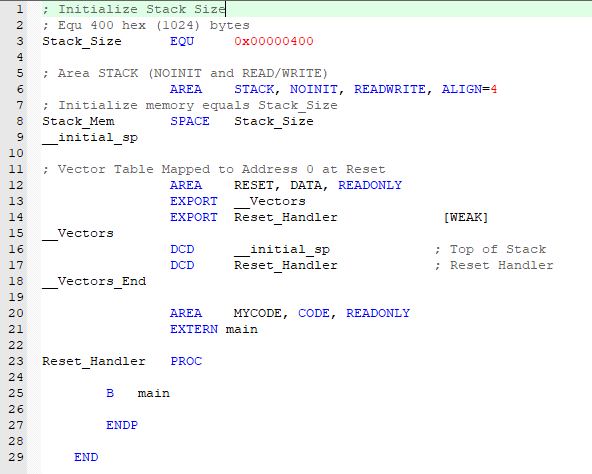 1 ; Initialize Stack Size
2 ; Equ 400 hex (1024) bytes
3 Stack_Size EQU 0x00000400
4
5 ; Area STACK (NOINIT and READ/WRITE)
6 AREA STACK, NOINIT, READWRITE, ALIGN=4
7 ; Initialize memory equals Stack_Size
8 Stack_Mem SPACE Stack_Size
9 __initial_sp
10
11 ; Vector Table Mapped to Address 0 at Reset
12 AREA RESET, DATA, READONLY
13 EXPORT __Vectors
14 EXPORT Reset_Handler [WEAK]
15 __Vectors
16 DCD __initial_sp ; Top of Stack
17 DCD Reset_Handler ; Reset Handler
18 __Vectors_End
19
20 AREA MYCODE, CODE, READONLY
21 EXTERN main
22
23 Reset_Handler PROC
24
25 B main
26
27 ENDP
28
29 END